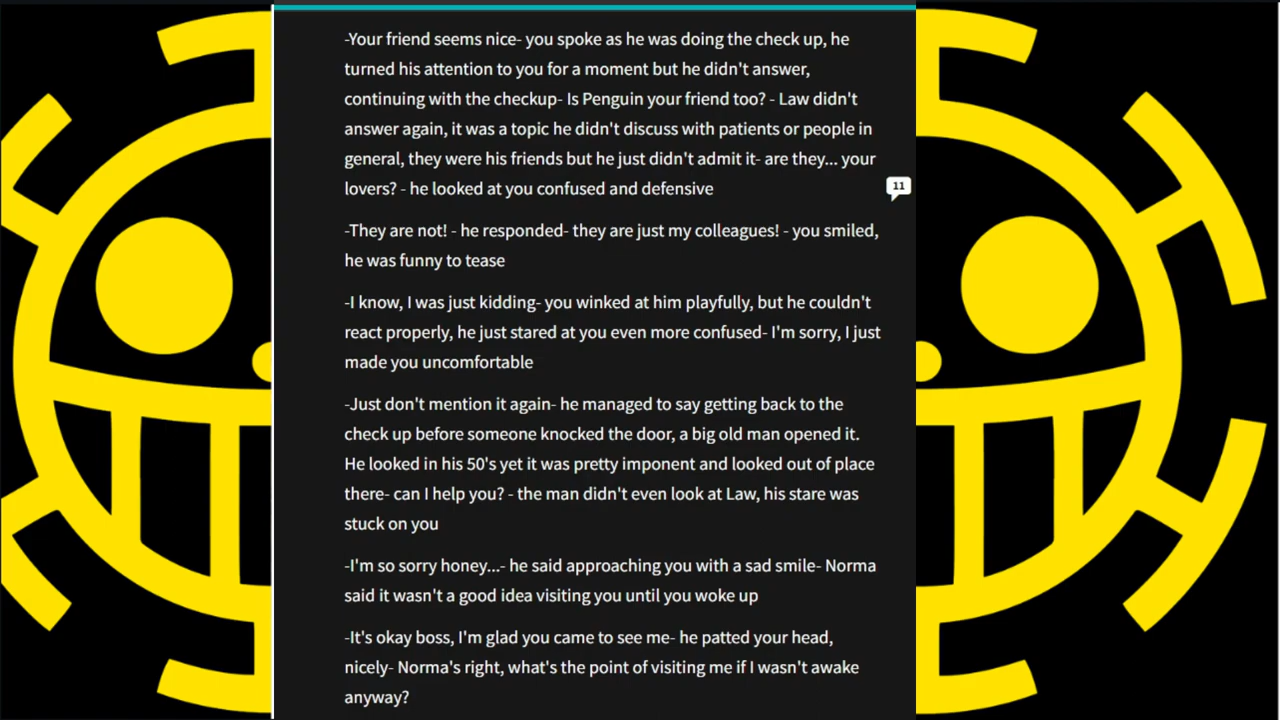 -Your friend seems nice- you spoke as he was doing the check up, he
turned his attention to you for a moment but he didn't answer,
continuing with the checkup- Is Penguin your friend too? - Law didn't
answer again, it was a topic he didn't discuss with patients or people in
general, they were his friends but he just didn't admit it- are they... your
lovers? - he looked at you confused and defensive
11
-They are not! - he responded- they are just my colleagues! - you smiled,
he was funny to tease
-I know, I was just kidding- you winked at him playfully, but he couldn't
react properly, he just stared at you even more confused- I'm sorry, I just
made you uncomfortable
-Just don't mention it again- he managed to say getting back to the
check up before someone knocked the door, a big old man opened it.
He looked in his 50's yet it was pretty imponent and looked out of place
there- can I help you? - the man didn't even look at Law, his stare was
stuck on you
-I'm so sorry honey...- he said approaching you with a sad smile- Norma
said it wasn't a good idea visiting you until you woke up
-It's okay boss, I'm glad you came to see me- he patted your head,
nicely- Norma's right, what's the point of visiting me if I wasn't awake
anyway?